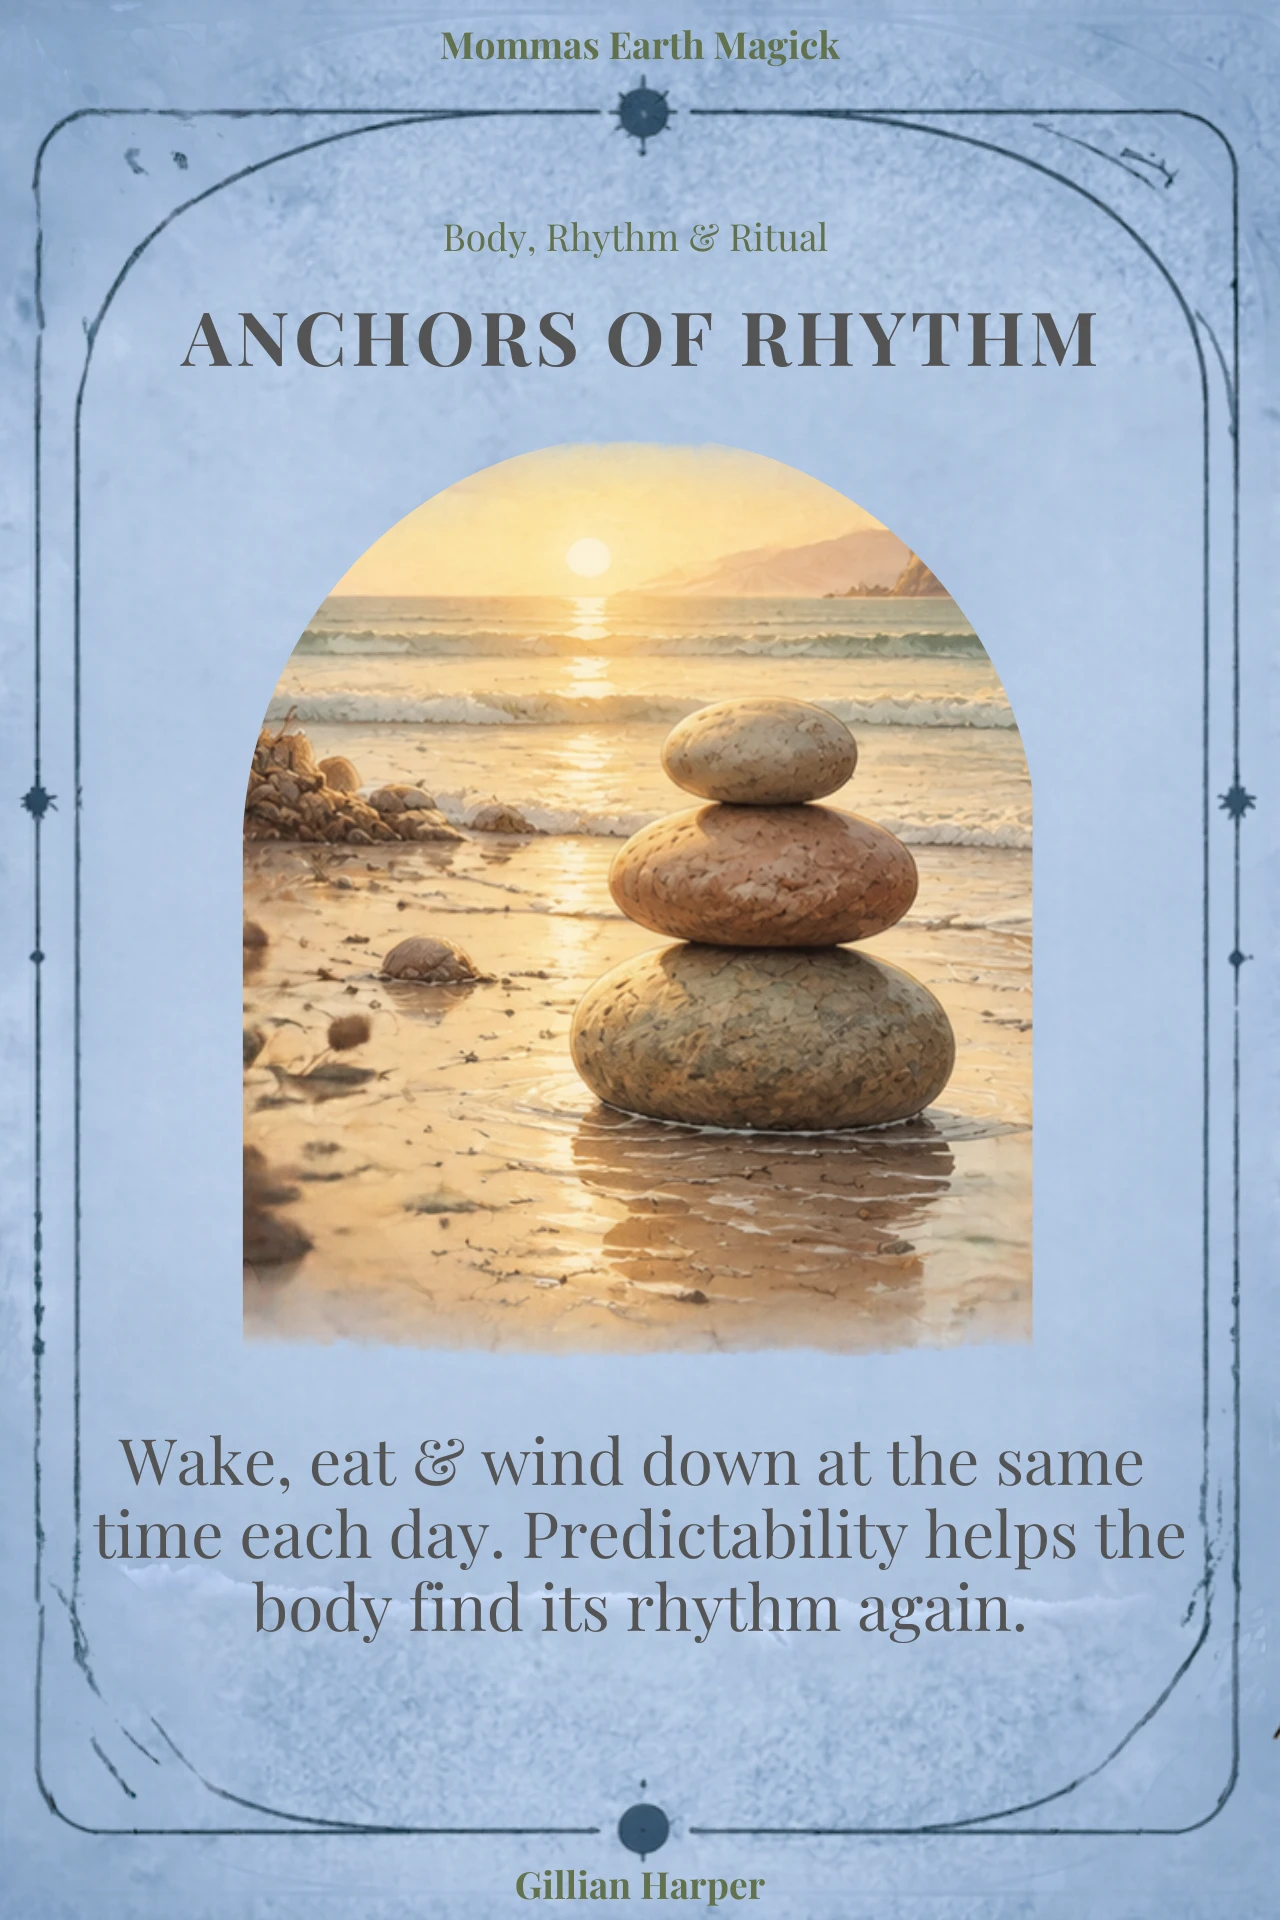 Mommas Earth Magick
Body, Rhythm & Ritual
ANCHORS OF RHYTHM
Wake, eat & wind down at the same
time each day. Predictability helps the
body find its rhythm again.
Gillian Harper